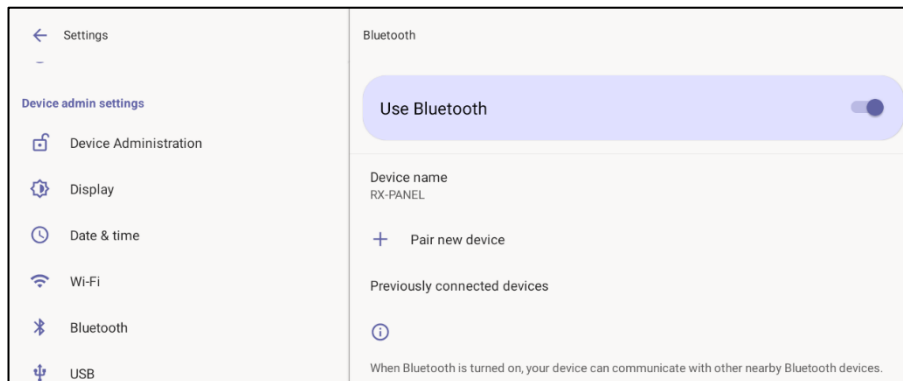 Settings
Device admin settings
Device Administration
Display
Date & time
Wi-Fi
Bluetooth
USB
Bluetooth
Use Bluetooth
Device name
RX-PANEL
Pair new device
Previously connected devices
When Bluetooth is turned on, your device can communicate with other nearby Bluetooth devices.